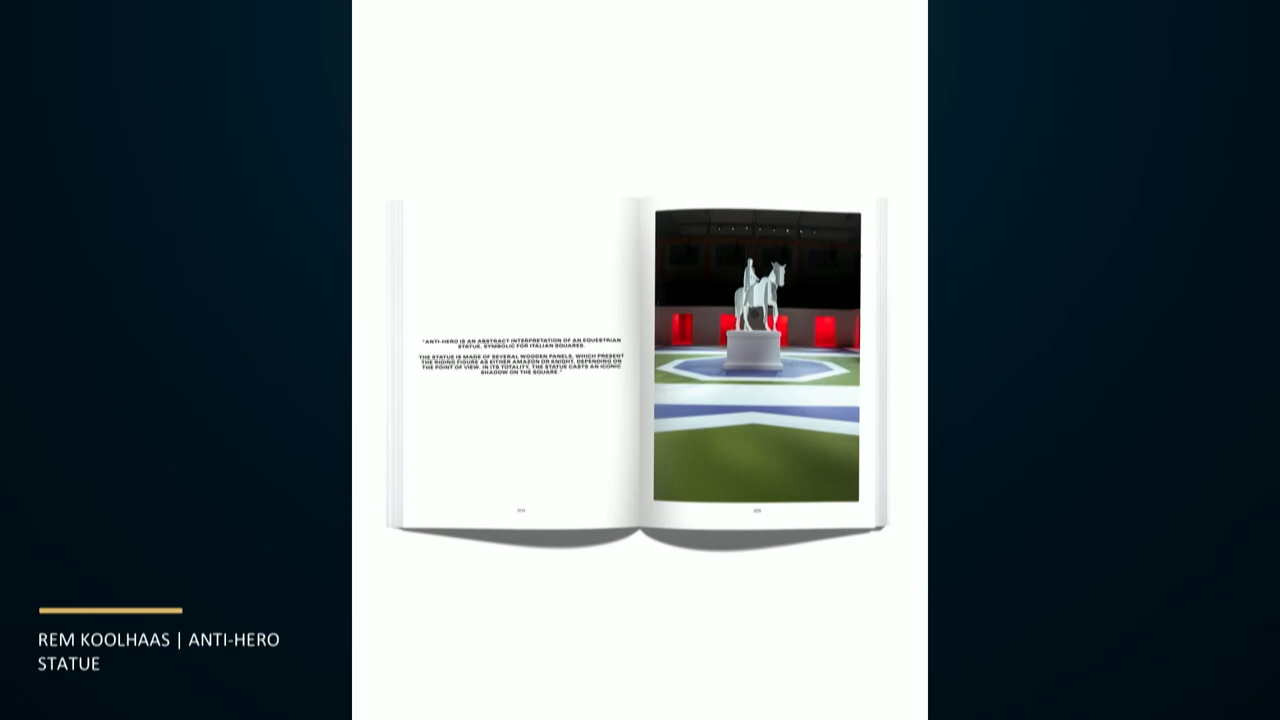 "ANTI-HERO IS AN ABSTRACT INTERPRETATION OF AN EQUESTRIAN
STATUE, SYMBOLIC FOR ITALIAN SQUARES.
THE STATUE IS MADE OF SEVERAL WOODEN PANELS, WHICH PRESENT
THE RIDING FIGURE AS EITHER AMAZON OR KNIGHT, DEPENDING ON
THE POINT OF VIEW. IN ITS TOTALITY, THE STATUE CASTS AN ICONIC
SHADOW ON THE SQUARE."
REM KOOLHAAS | ANTI-HERO
STATUE